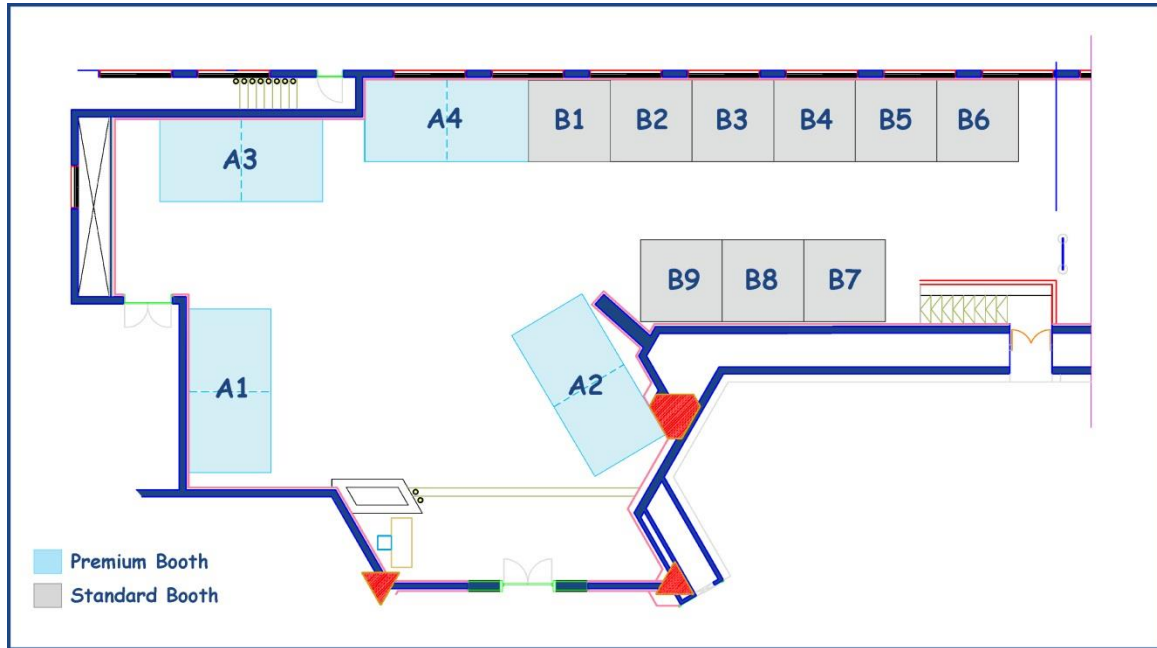 A4 B1 B2 B3 B4 B5 B6
A3
B9 B8 B7
A1
A2
Premium Booth
Standard Booth